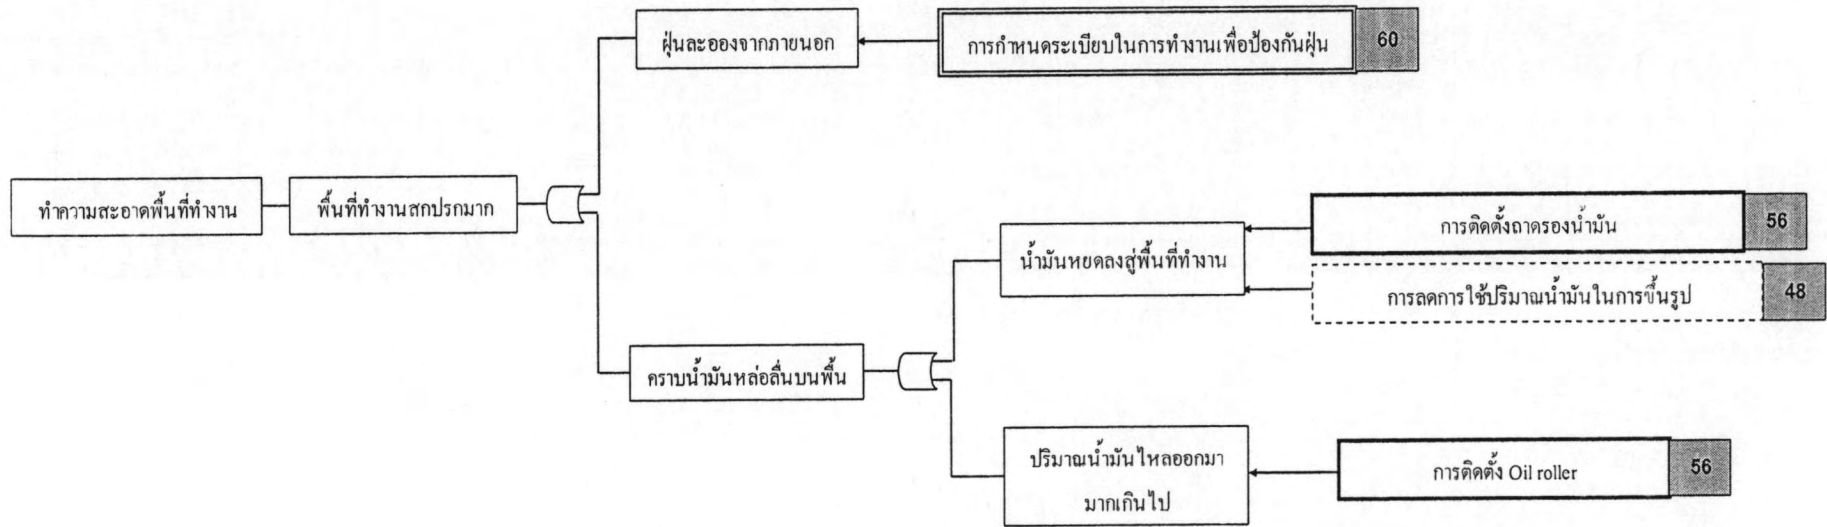 ฝุ่นละอองจากภายนอก
การกำหนดระเบียบในการทำงานเพื่อป้องกันฝุ่น
60
ทำความสะอาดพื้นที่ทำงาน
พื้นที่ทำงานสกปรกมาก
น้ำมันหยดลงสู่พื้นที่ทำงาน
การติดตั้งถาดรองน้ำมัน
56
การลดการใช้ปริมาณน้ำมันในการขึ้นรูป
48
คราบน้ำมันหล่อลื่นบนพื้น
ปริมาณน้ำมันไหลออกมา
มากเกินไป
การติดตั้ง Oil roller
56